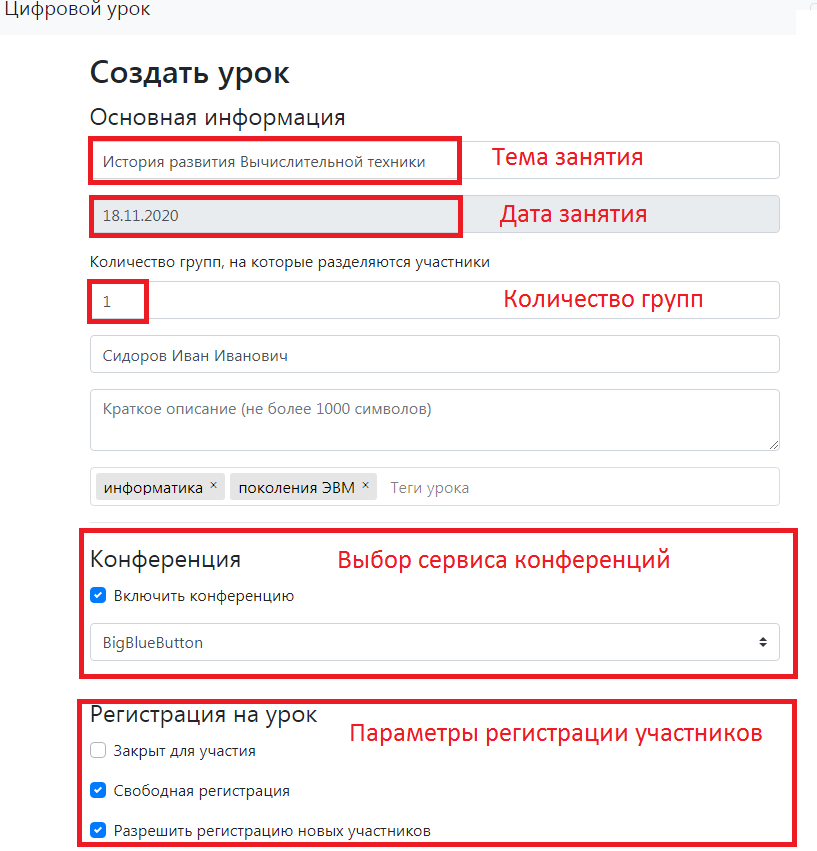 Цифровой урок
Создать урок
Основная информация
История развития Вычислительной техники Тема занятия
18.11.2020 Дата занятия
Количество групп, на которые разделяются участники
1 Количество групп
Сидоров Иван Иванович
Краткое описание (не более 1000 символов)
информатика × поколения ЭВМ × Теги урока
Конференция Выбор сервиса конференций
Включить конференцию
BigBlueButton
Регистрация на урок
Параметры регистрации участников
Закрыт для участия
Свободная регистрация
Разрешить регистрацию новых участников